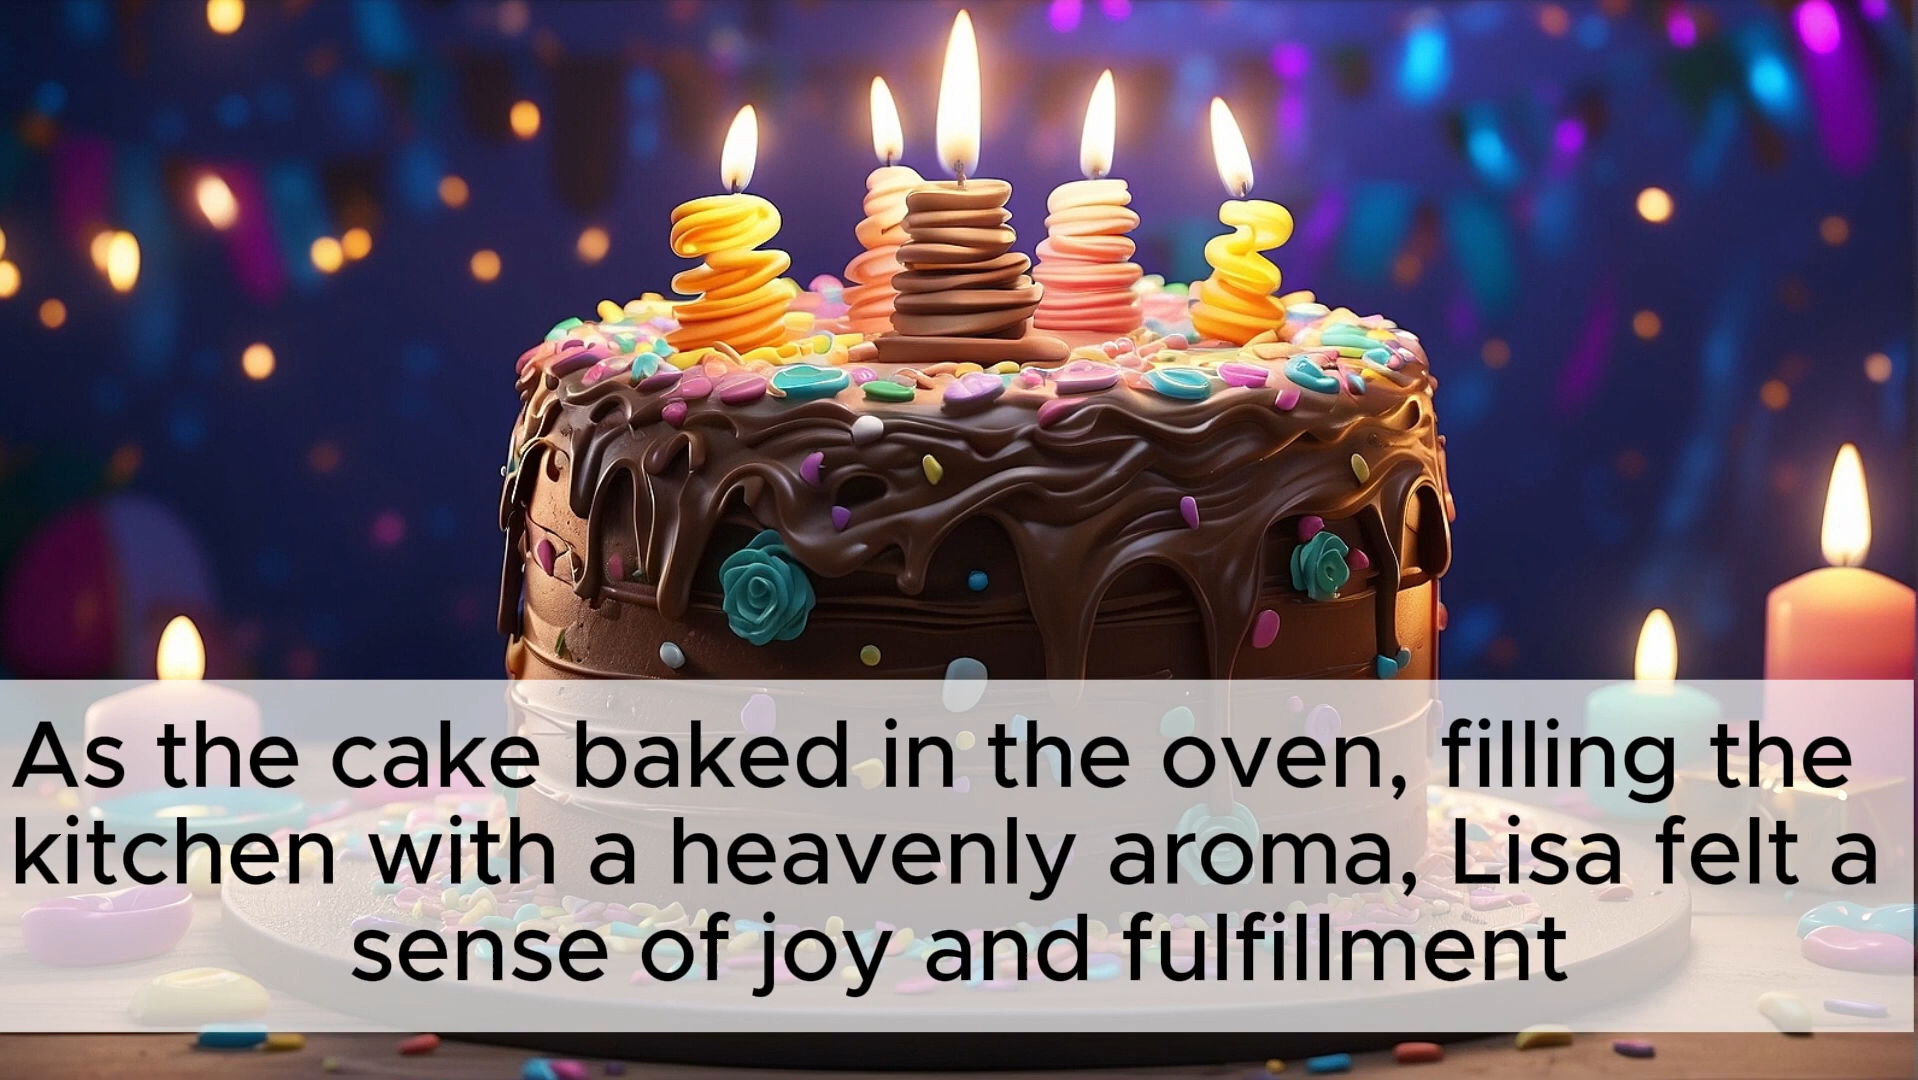 As the cake baked in the oven, filling the
kitchen with a heavenly aroma, Lisa felt a
sense of joy and fulfillment